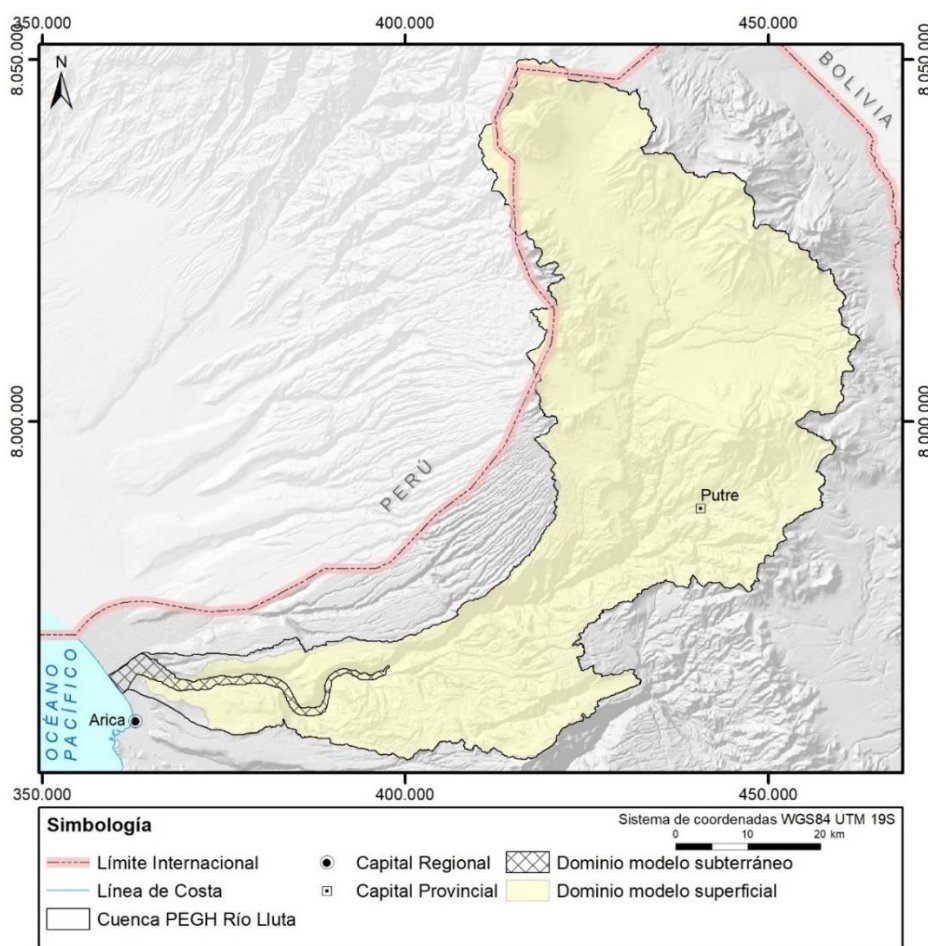 350.000 400.000 450.000
8.050.000 8.050.000
N
BOLIVIA
8.000.000 8.000.000
PERÚ
Putre
OCÉANO
PACÍFICO
Arica
350.000 400.000 450.000
Simbología
Sistema de coordenadas WGS84 UTM 19S
0 10 20 km
Límite Internacional
Capital Regional
Dominio modelo subterráneo
Línea de Costa
Capital Provincial
Dominio modelo superficial
Cuenca PEGH Río Lluta